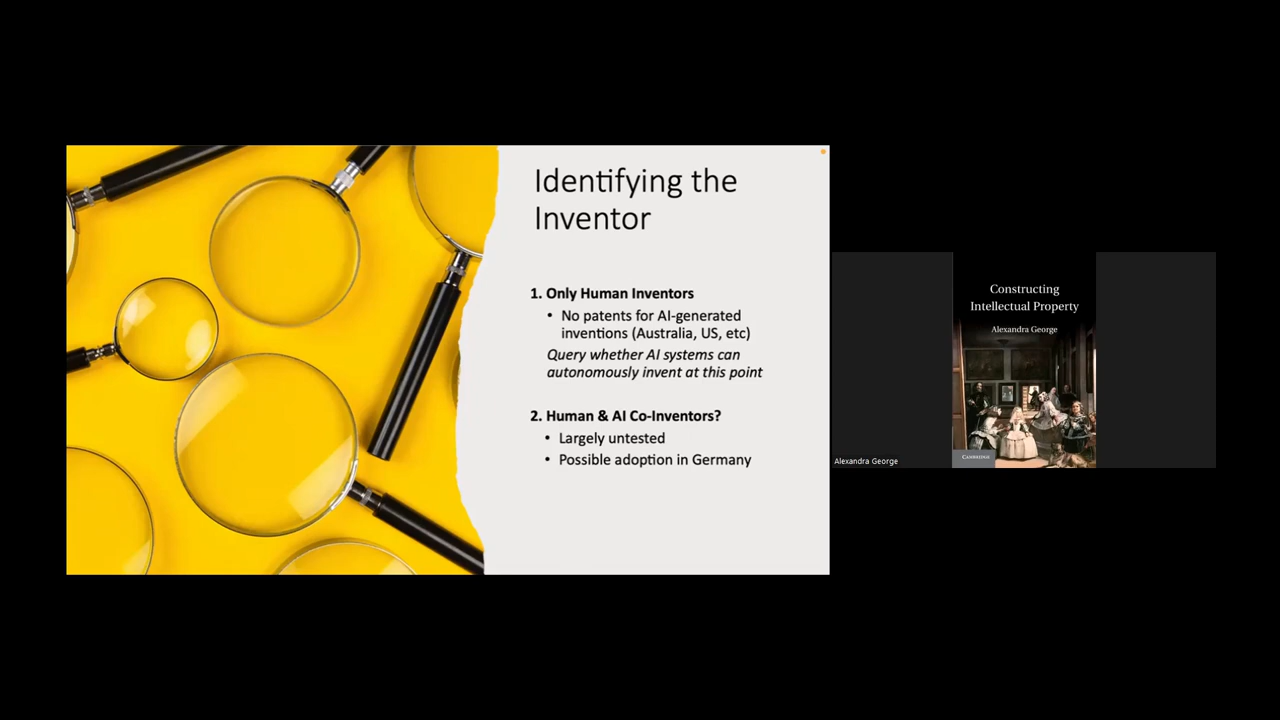 Identifying the
Inventor
1. Only Human Inventors
• No patents for AI-generated
inventions (Australia, US, etc)
Query whether AI systems can
autonomously invent at this point
2. Human & AI Co-Inventors?
• Largely untested
• Possible adoption in Germany
Constructing
Intellectual Property
Alexandra George
CAMBRIDGE
Alexandra George